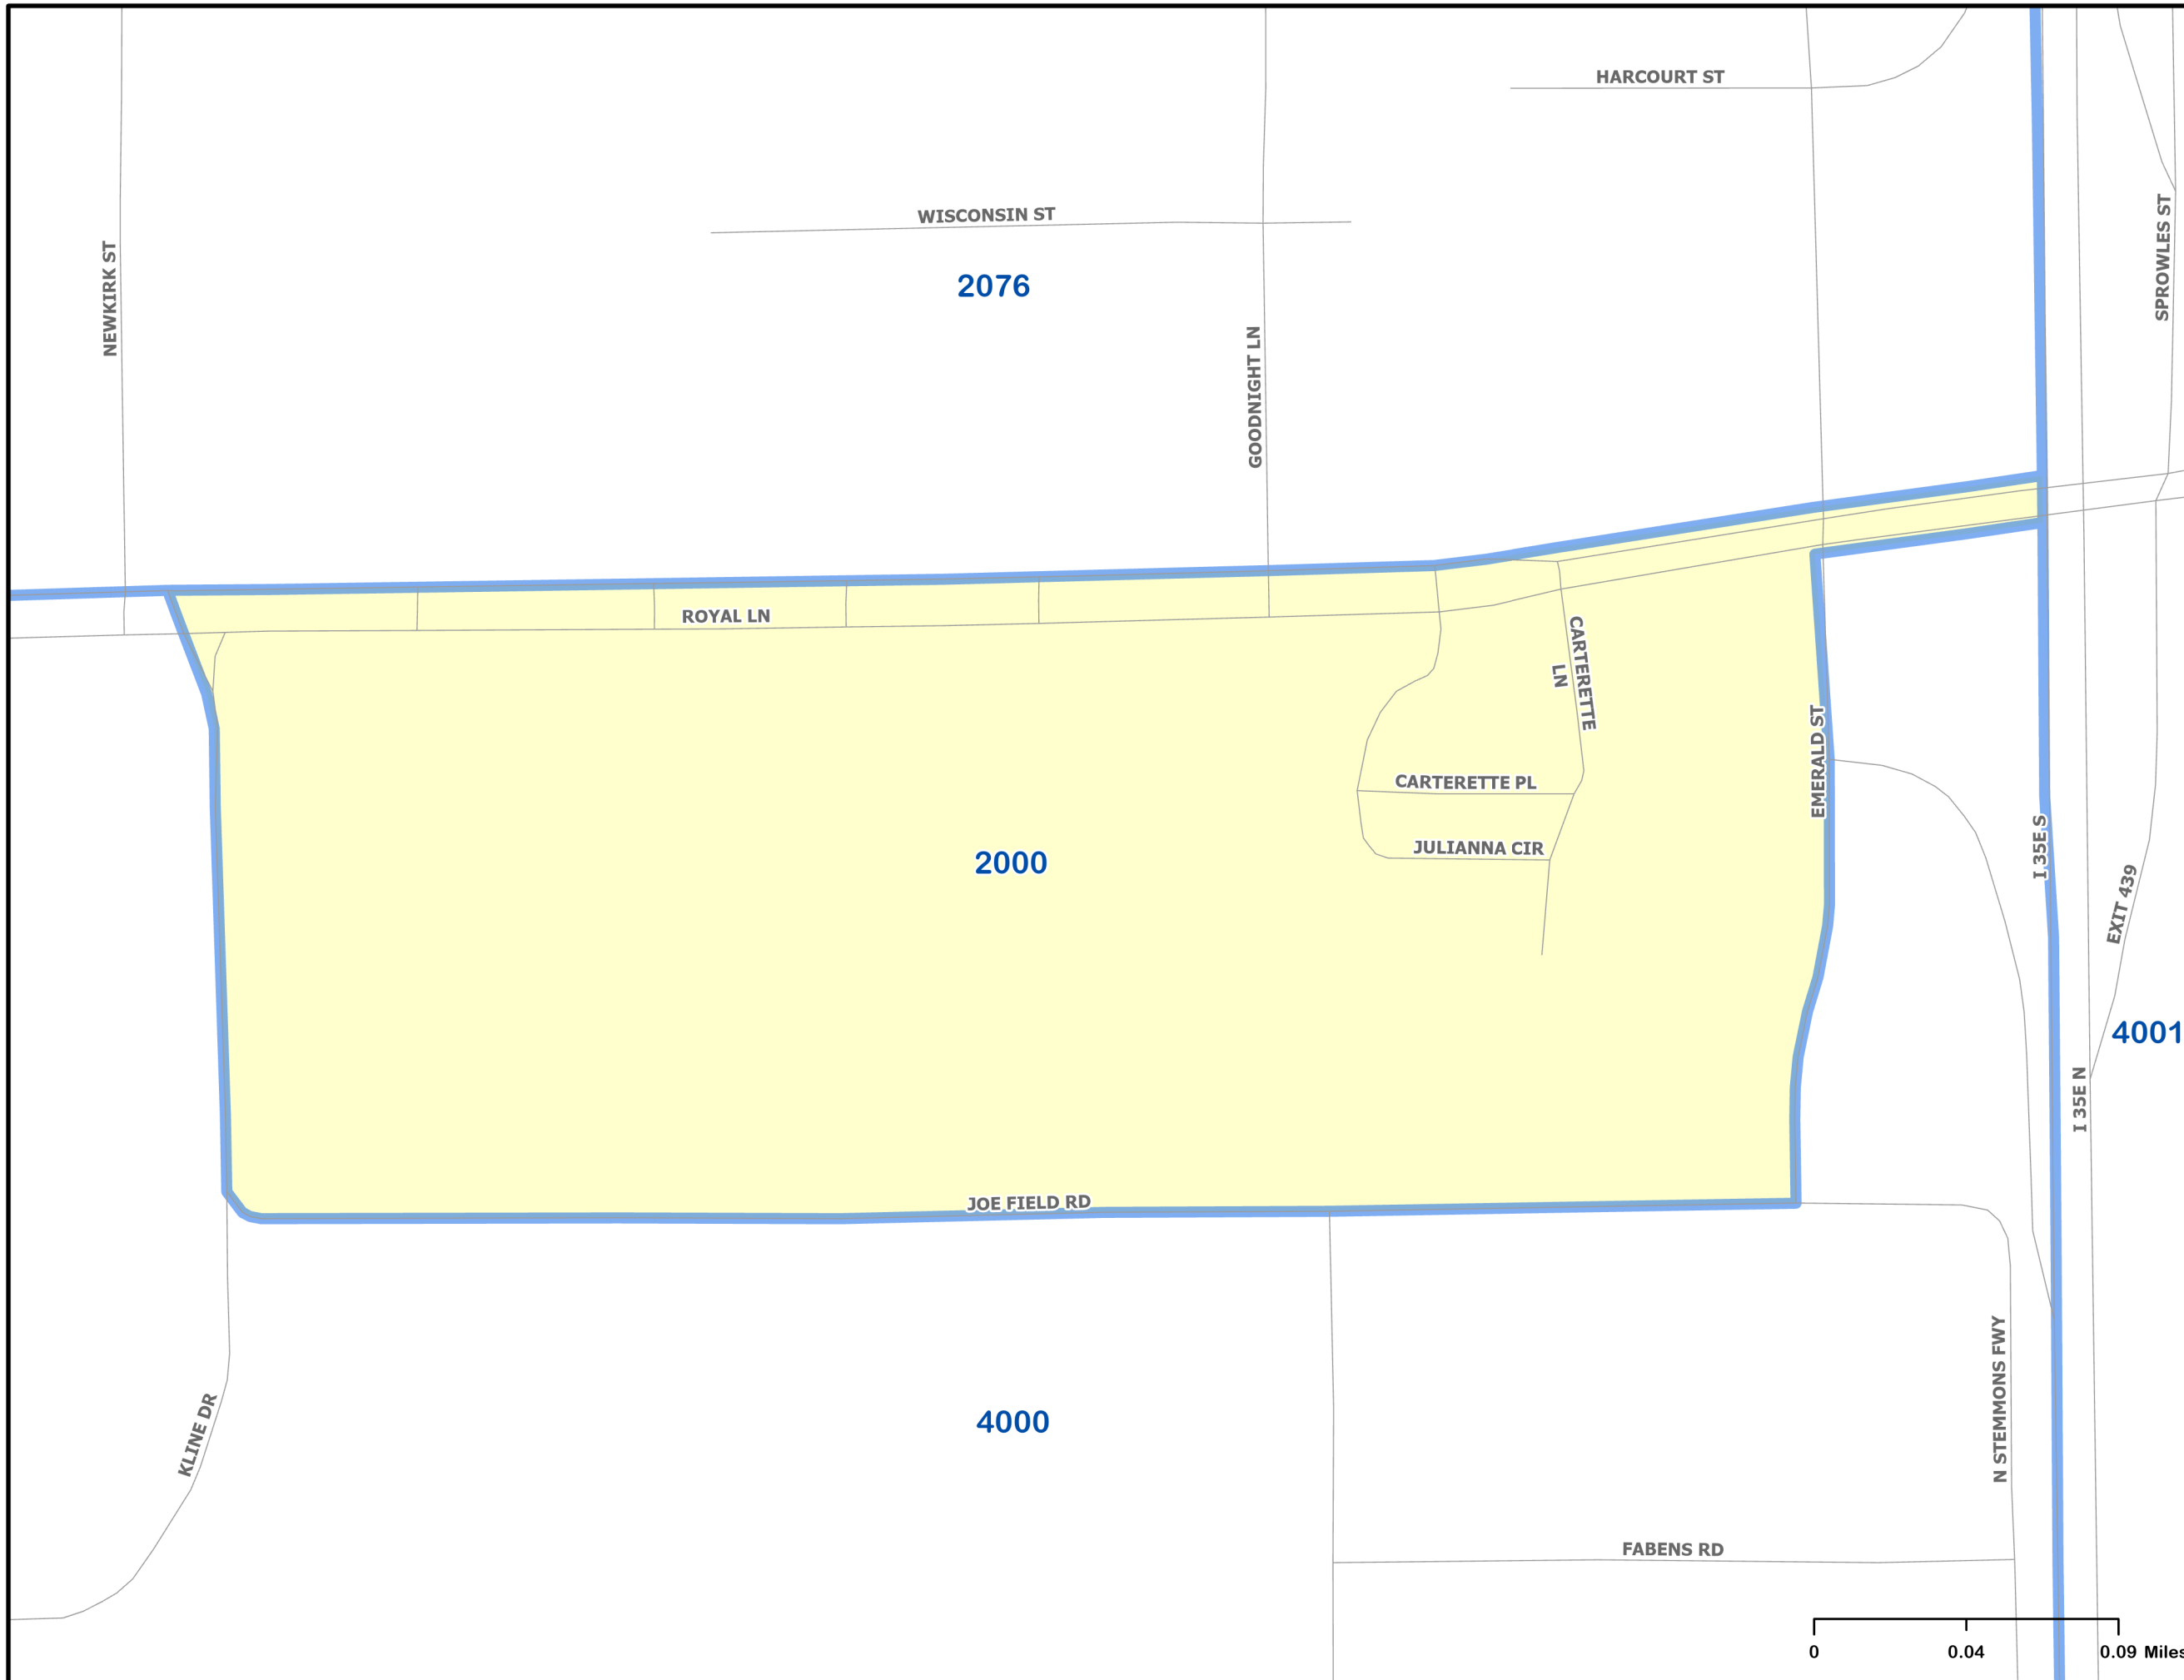 HARCOURT ST
WISCONSIN ST
SPROWLES ST
NEWKIRK ST
2076
GOODNIGHT LN
ROYAL LN
CARTERETTE
LN
EMERALD ST
CARTERETTE PL
JULIANNA CIR
2000
I 35E S
EXIT 439
4001
I 35E N
JOE FIELD RD
N STEMMONS FWY
KLINE DR
4000
FABENS RD
0 0.04 0.09 Miles